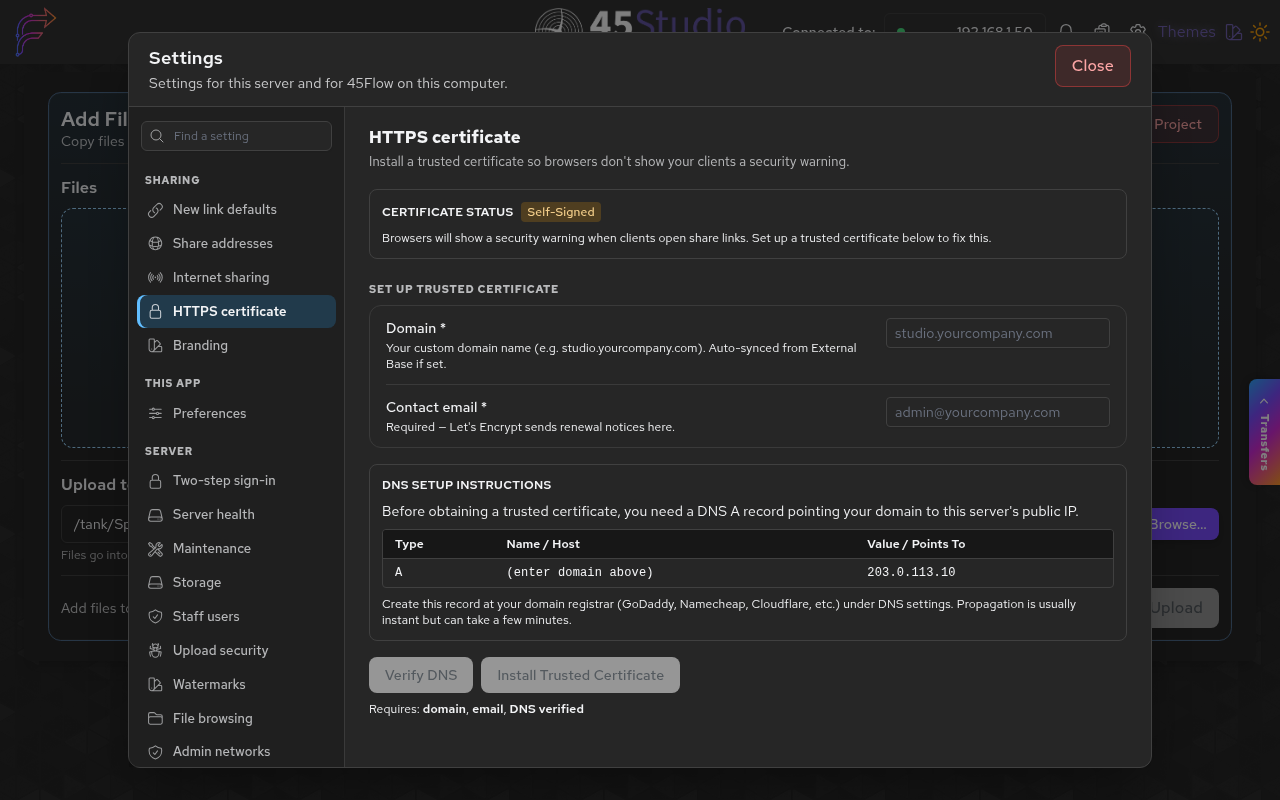 45Studio
Connected to:
192.168.1.50
Themes
Settings
Settings for this server and for 45Flow on this computer.
Close
Add Fil
Copy files
Project
Files
Upload to
/tank/Sp
Files go into
Add files to
Browse...
Upload
Transfers
Find a setting
SHARING
New link defaults
Share addresses
Internet sharing
HTTPS certificate
Branding
THIS APP
Preferences
SERVER
Two-step sign-in
Server health
Maintenance
Storage
Staff users
Upload security
Watermarks
File browsing
Admin networks
HTTPS certificate
Install a trusted certificate so browsers don't show your clients a security warning.
CERTIFICATE STATUS Self-Signed
Browsers will show a security warning when clients open share links. Set up a trusted certificate below to fix this.
SET UP TRUSTED CERTIFICATE
Domain *
studio.yourcompany.com
Your custom domain name (e.g. studio.yourcompany.com). Auto-synced from External
Base if set.
Contact email *
admin@yourcompany.com
Required — Let's Encrypt sends renewal notices here.
DNS SETUP INSTRUCTIONS
Before obtaining a trusted certificate, you need a DNS A record pointing your domain to this server's public IP.
Type Name / Host Value / Points To
A (enter domain above) 203.0.113.10
Create this record at your domain registrar (GoDaddy, Namecheap, Cloudflare, etc.) under DNS settings. Propagation is usually
instant but can take a few minutes.
Verify DNS Install Trusted Certificate
Requires: domain, email, DNS verified